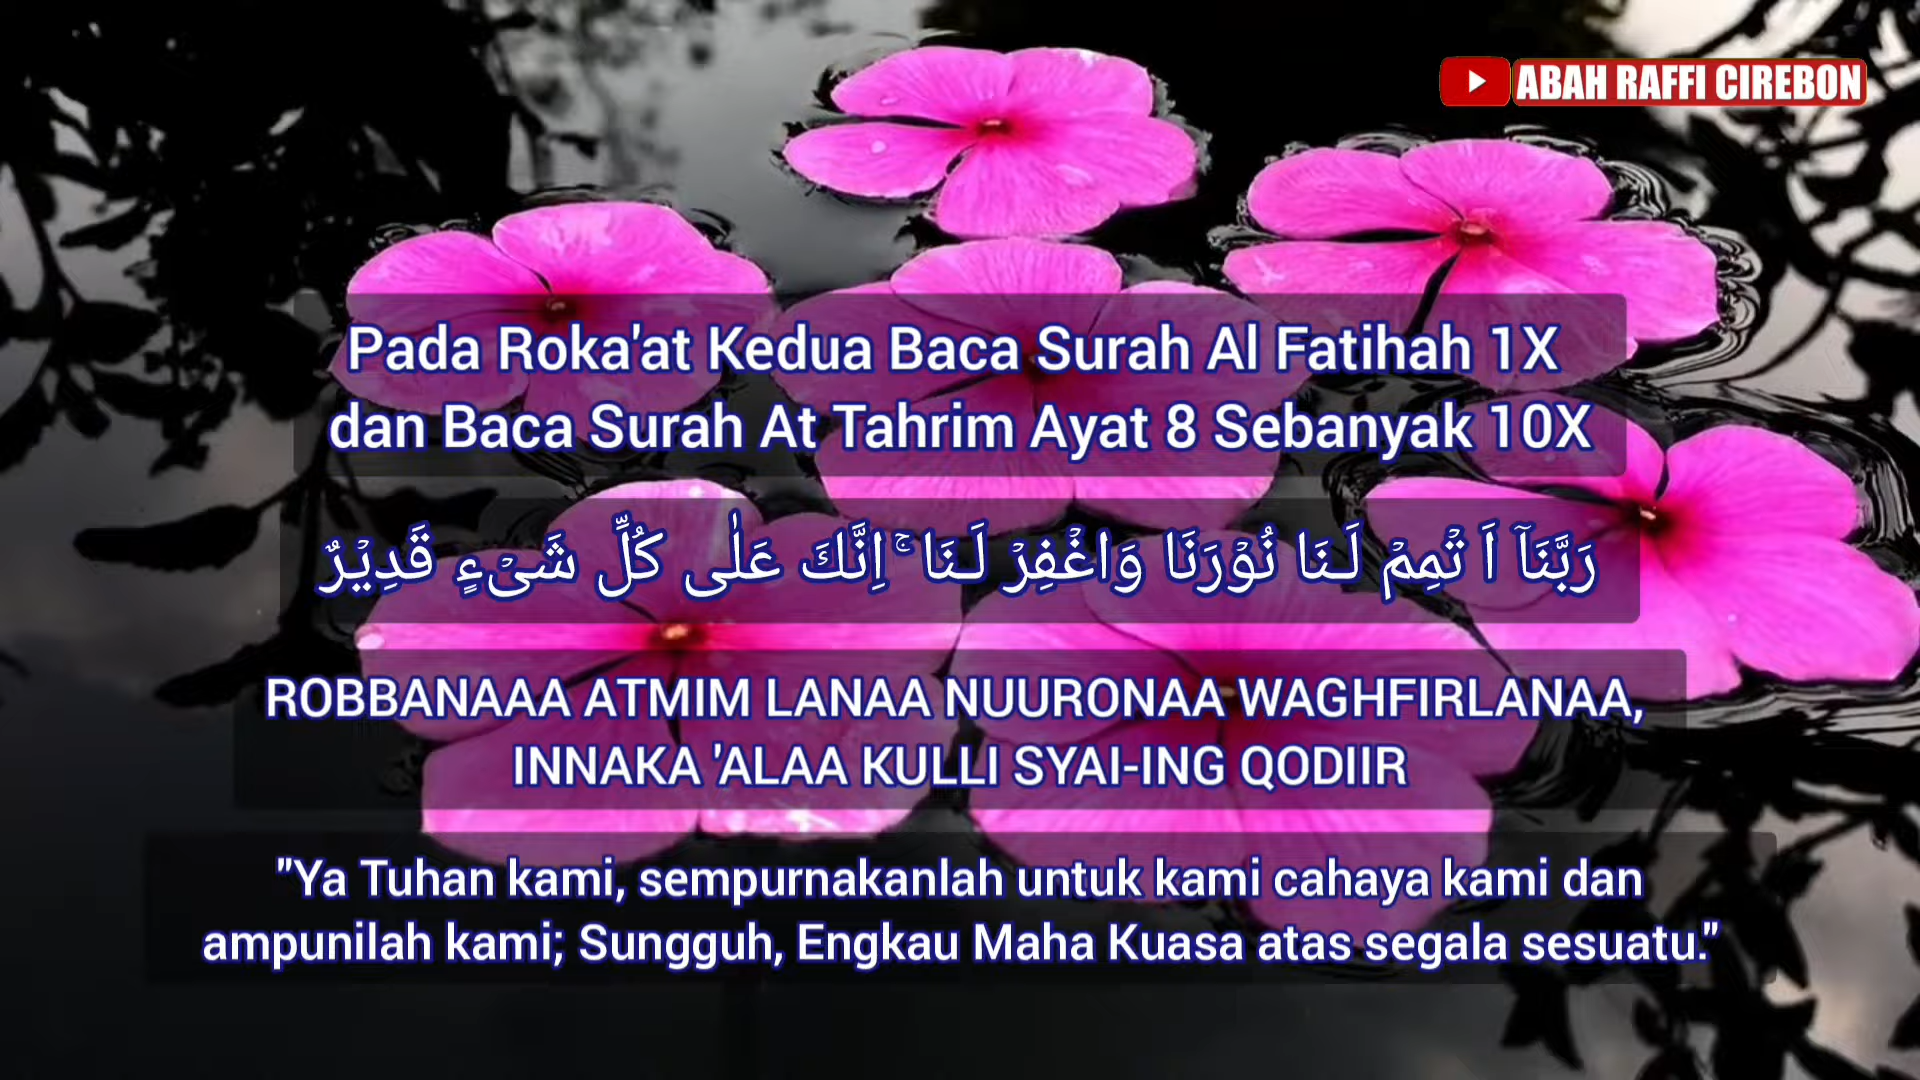 ABAH RAFFI CIREBON
Pada Roka'at Kedua Baca Surah Al Fatihah 1X
dan Baca Surah At Tahrim Ayat 8 Sebanyak 10X
رَبَّنَاۤ اَ تْمِمْ لَـنَا نُوْرَنَا وَا غْفِرْ لَـنَا ۚ اِنَّكَ عَلٰى كُلِّ شَيْءٍ قَدِيْرٌ
ROBBANAAA ATMIM LANAA NUURONAA WAGHFIRLANAA,
INNAKA 'ALAA KULLI SYAI-ING QODIIR
"Ya Tuhan kami, sempurnakanlah untuk kami cahaya kami dan
ampunilah kami; Sungguh, Engkau Maha Kuasa atas segala sesuatu."